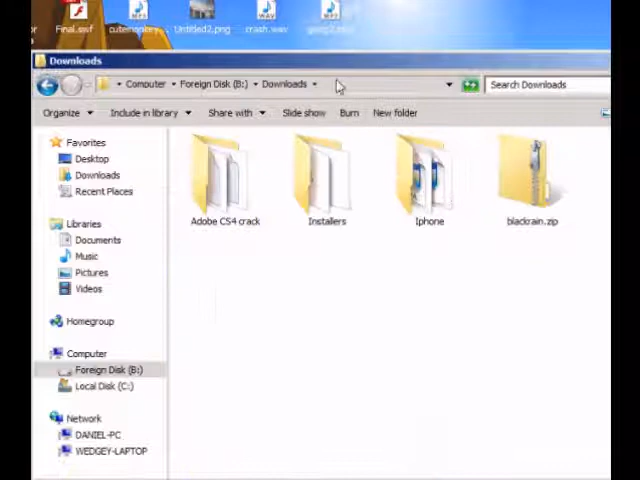 Final.swf cutemonkey... Untitled2.png crash.wav
Downloads
Computer Foreign Disk (B:) Downloads Search Downloads
Organize Include in library Share with Slide show Burn New folder
Favorites
Desktop
Downloads
Recent Places
Adobe CS4 crack Installers Iphone blackrain.zip
Libraries
Documents
Music
Pictures
Videos
Homegroup
Computer
Foreign Disk (B:)
Local Disk (C:)
Network
DANIEL-PC
WEDGEY-LAPTOP